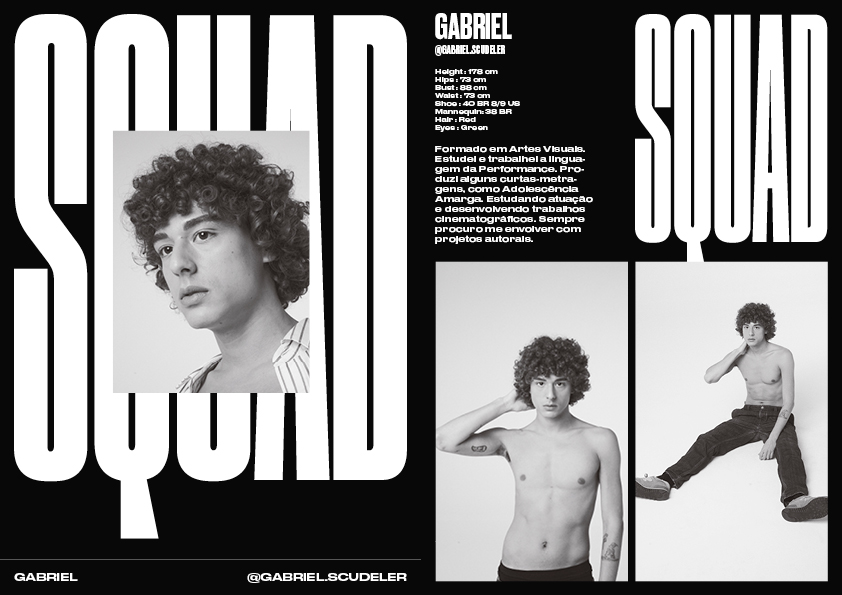 SQUAD
GABRIEL
@GABRIEL.SCUDELER
GABRIEL
@GABRIEL.SCUDELER
Height : 178 cm
Hips : 73 cm
Bust : 88 cm
Waist : 73 cm
Shoe : 40 BR 8/9 US
Mannequin: 38 BR
Hair : Red
Eyes : Green
Formado em Artes Visuais.
Estudei e trabalhei a lingua-
gem da Performance. Pro-
duzi alguns curtas-metra-
gens, como Adolescência
Amarga. Estudando atuação
e desenvolvendo trabalhos
cinematográficos. Sempre
procuro me envolver com
projetos autorais.
SQUAD